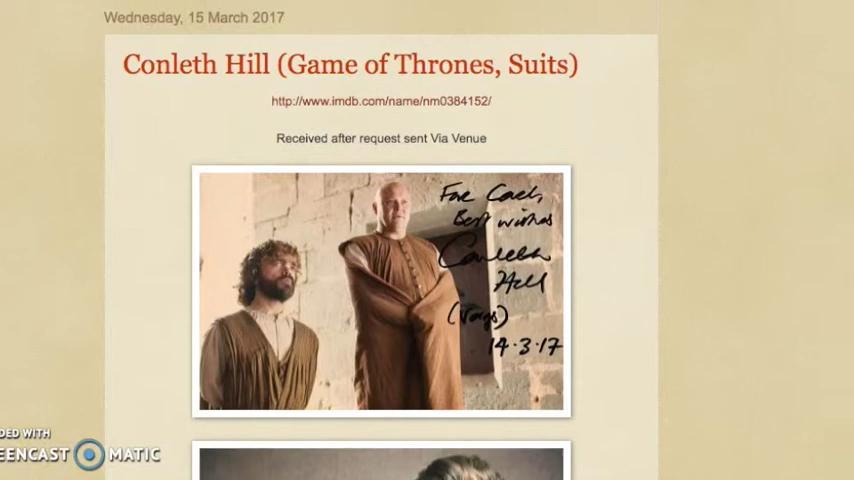 Wednesday, 15 March 2017
Conleth Hill (Game of Thrones, Suits)
http://www.imdb.com/name/nm0384152/
Received after request sent Via Venue
For Cael,
Best wishes
Conleth
Hill
(Varys)
14·3·17
DED WITH
EENCAST MATIC